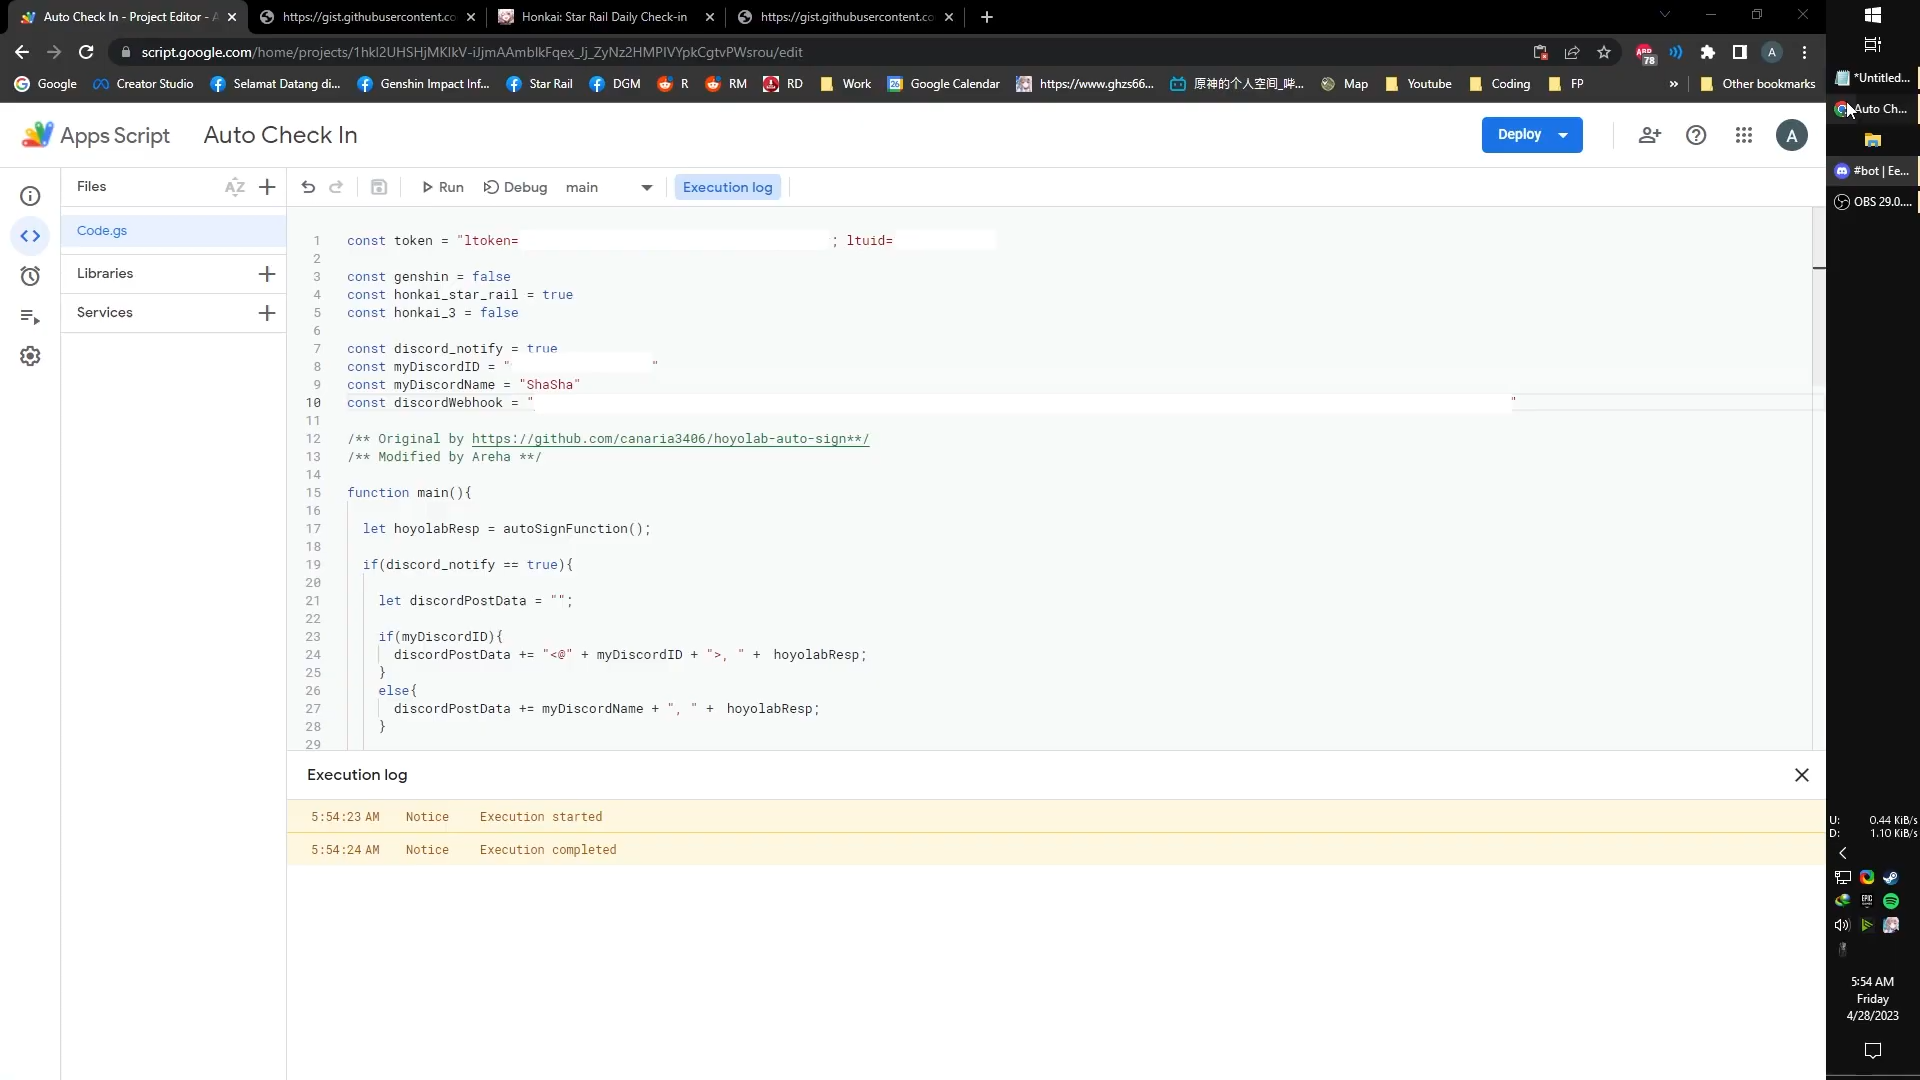 Auto Check In - Project Editor - A
https://gist.githubusercontent.co
Honkai: Star Rail Daily Check-in
https://gist.githubusercontent.co
script.google.com/home/projects/1hkI2UHSHjMKlkV-iJjmAAmblkFqex_Jj_ZyNz2HMPIVYpkCgtvPWsrou/edit
ABP
78
A
Google
Creator Studio
Selamat Datang di...
Genshin Impact Inf...
Star Rail
DGM
R
RM
RD
Work
Google Calendar
https://www.ghzs66...
原神的个人空间_哔...
Map
Youtube
Coding
FP
»
Other bookmarks
Apps Script
Auto Check In
Deploy
A
Files
AZ
Run
Debug
main
Execution log
Code.gs
Libraries
Services
1 const token = "ltoken= ; ltuid=
2
3 const genshin = false
4 const honkai_star_rail = true
5 const honkai_3 = false
6
7 const discord_notify = true
8 const myDiscordID = " "
9 const myDiscordName = "ShaSha"
10 const discordWebhook = " "
11
12 /** Original by https://github.com/canaria3406/hoyolab-auto-sign**/
13 /** Modified by Areha **/
14
15 function main(){
16
17 let hoyolabResp = autoSignFunction();
18
19 if(discord_notify == true){
20
21 let discordPostData = "";
22
23 if(myDiscordID){
24 discordPostData += "<@" + myDiscordID + ">, " + hoyolabResp;
25 }
26 else{
27 discordPostData += myDiscordName + ", " + hoyolabResp;
28 }
29
Execution log
5:54:23 AM Notice Execution started
5:54:24 AM Notice Execution completed
*Untitled...
Auto Ch...
#bot | Ee...
OBS 29.0....
U: 0.44 KiB/s
D: 1.10 KiB/s
EPIC
5:54 AM
Friday
4/28/2023